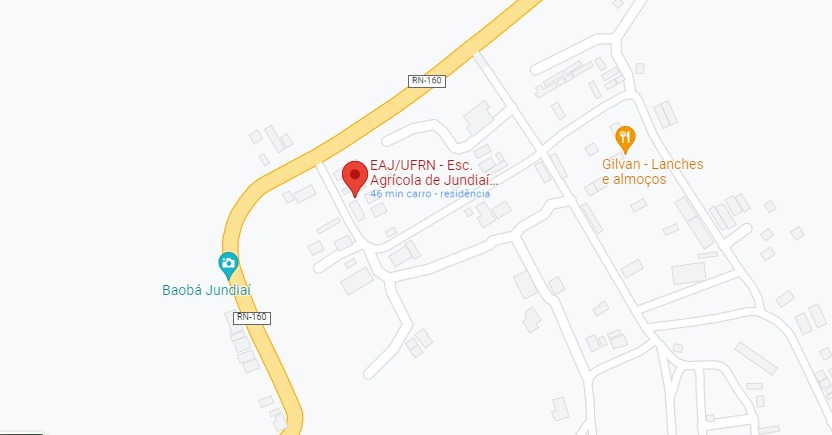 RN-160
EAJ/UFRN - Esc.
Agrícola de Jundiaí...
46 min carro - residência
Gilvan - Lanches
e almoços
Baobá Jundiaí
RN-160